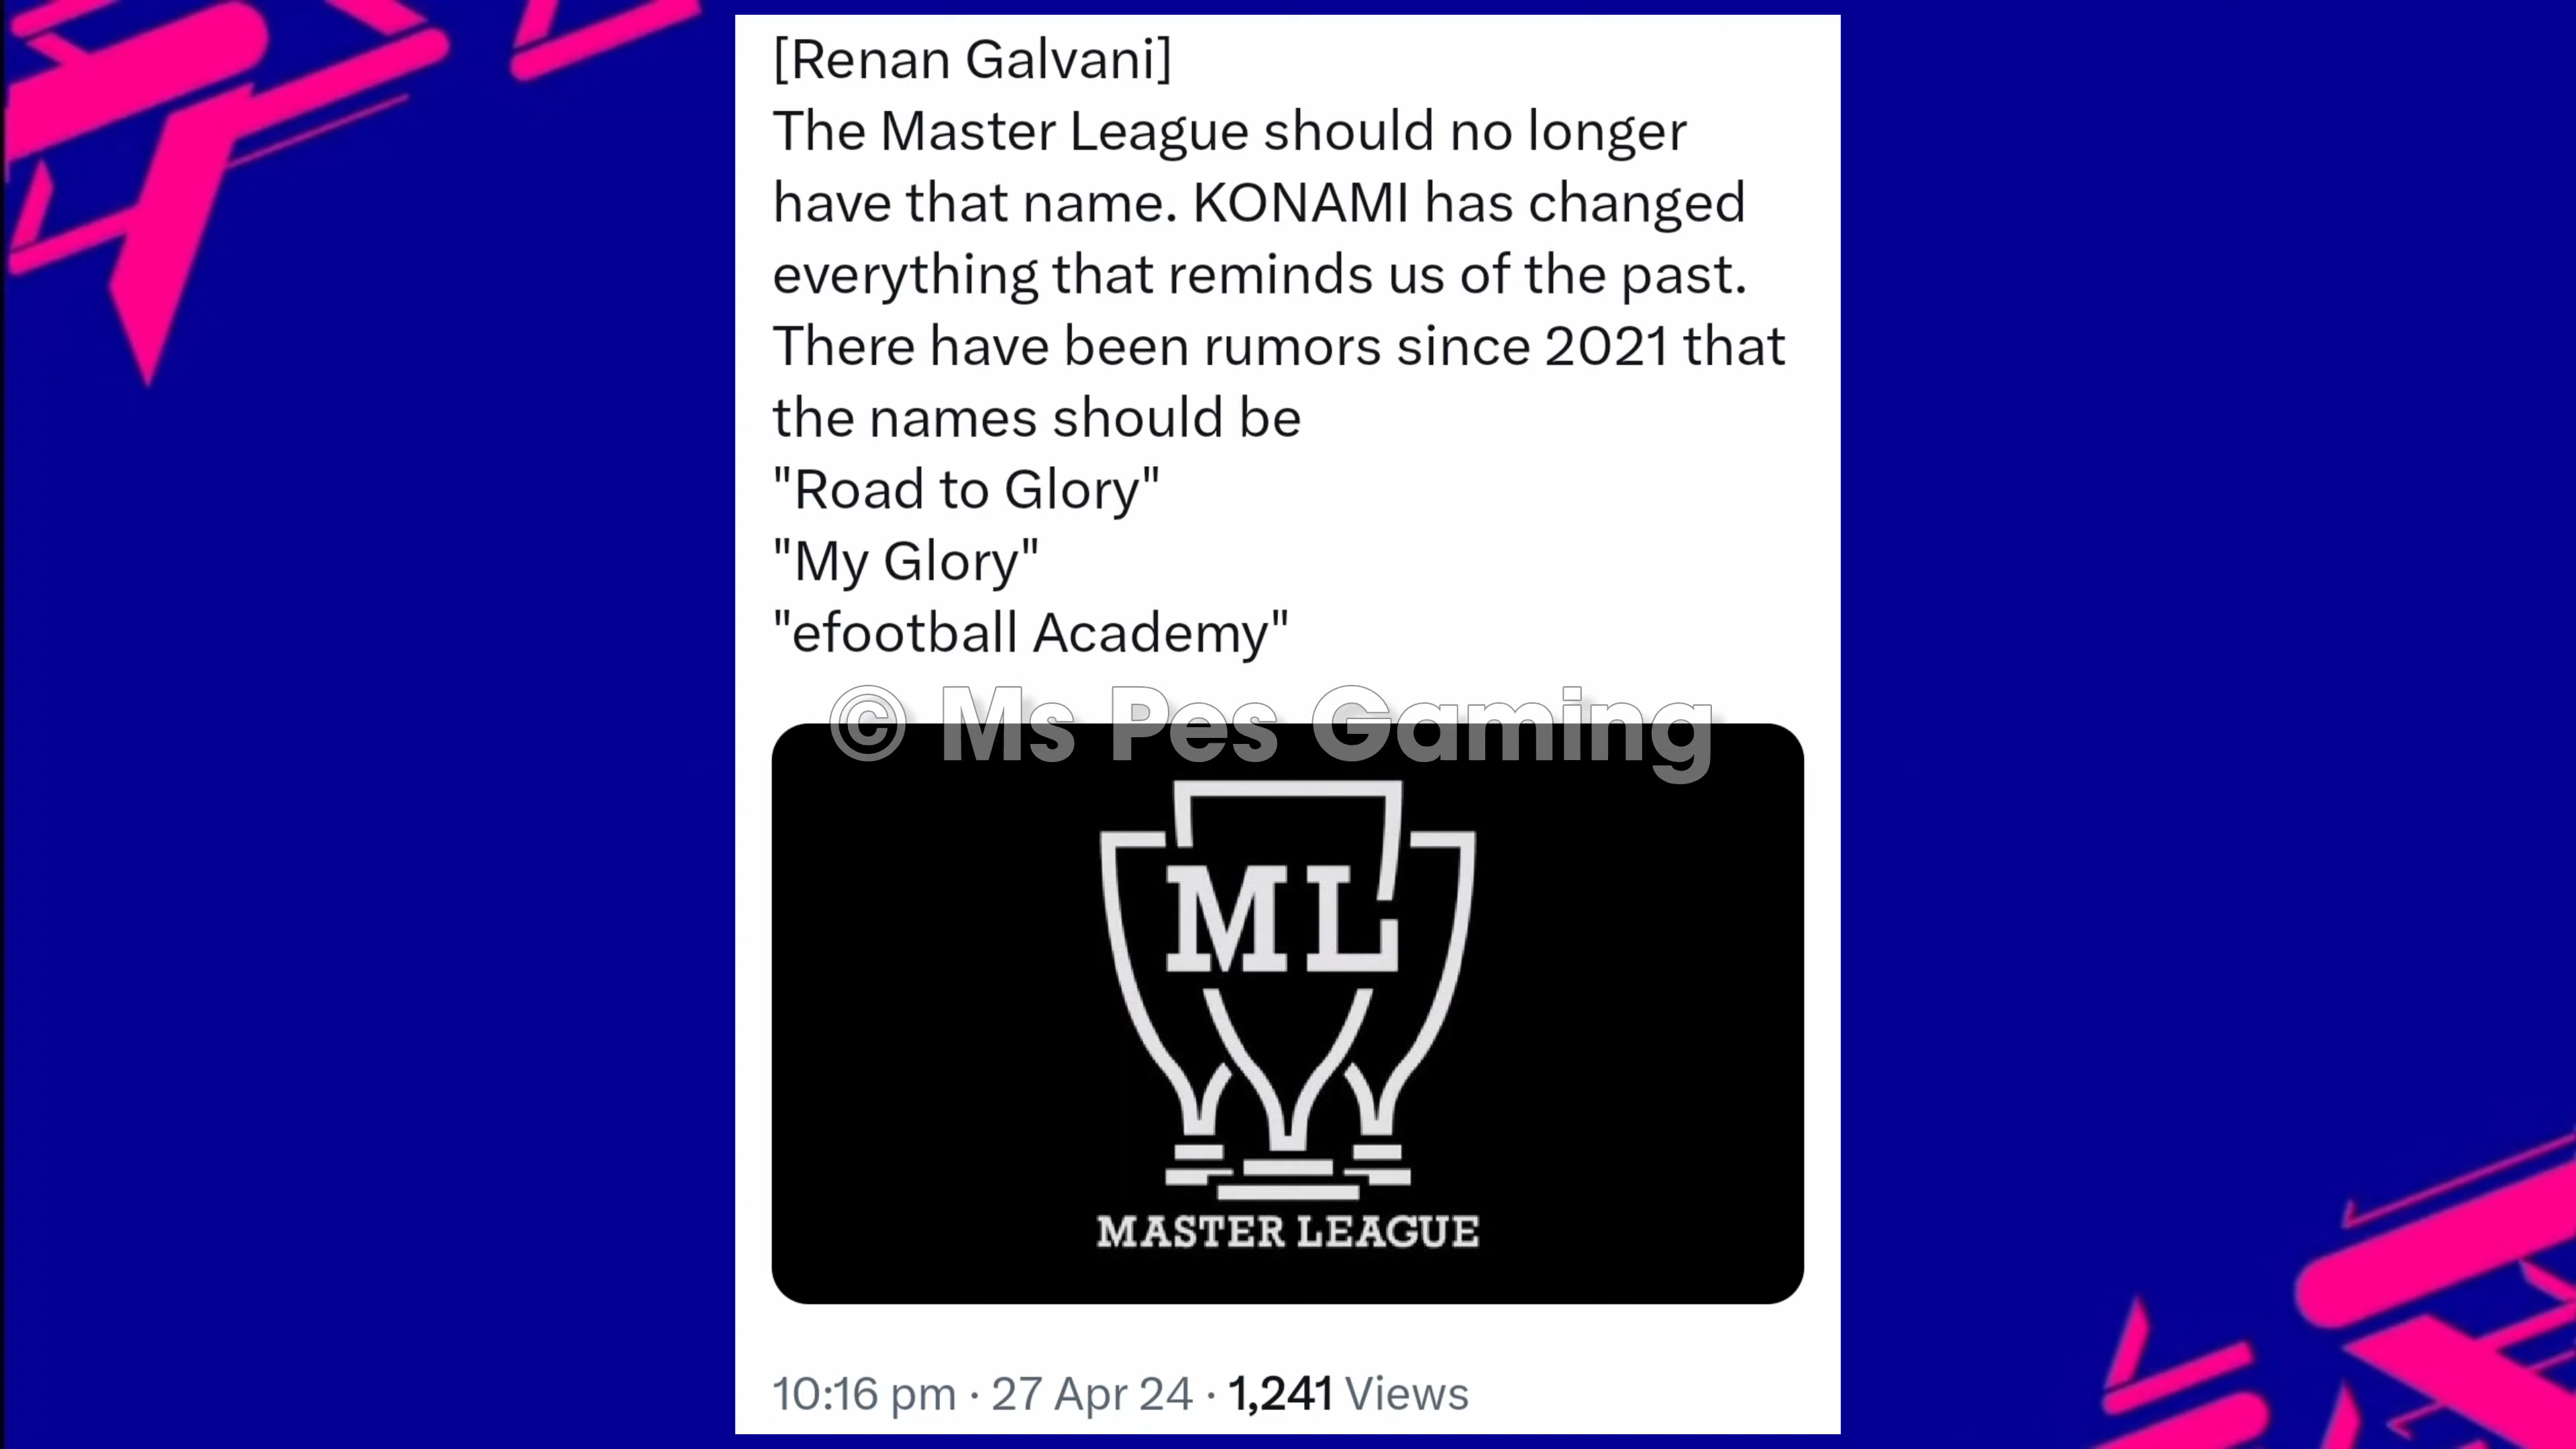 [Renan Galvani]
The Master League should no longer
have that name. KONAMI has changed
everything that reminds us of the past.
There have been rumors since 2021 that
the names should be
"Road to Glory"
"My Glory"
"efootball Academy"
© Ms Pes Gaming
ML
MASTER LEAGUE
10:16 pm · 27 Apr 24 · 1,241 Views